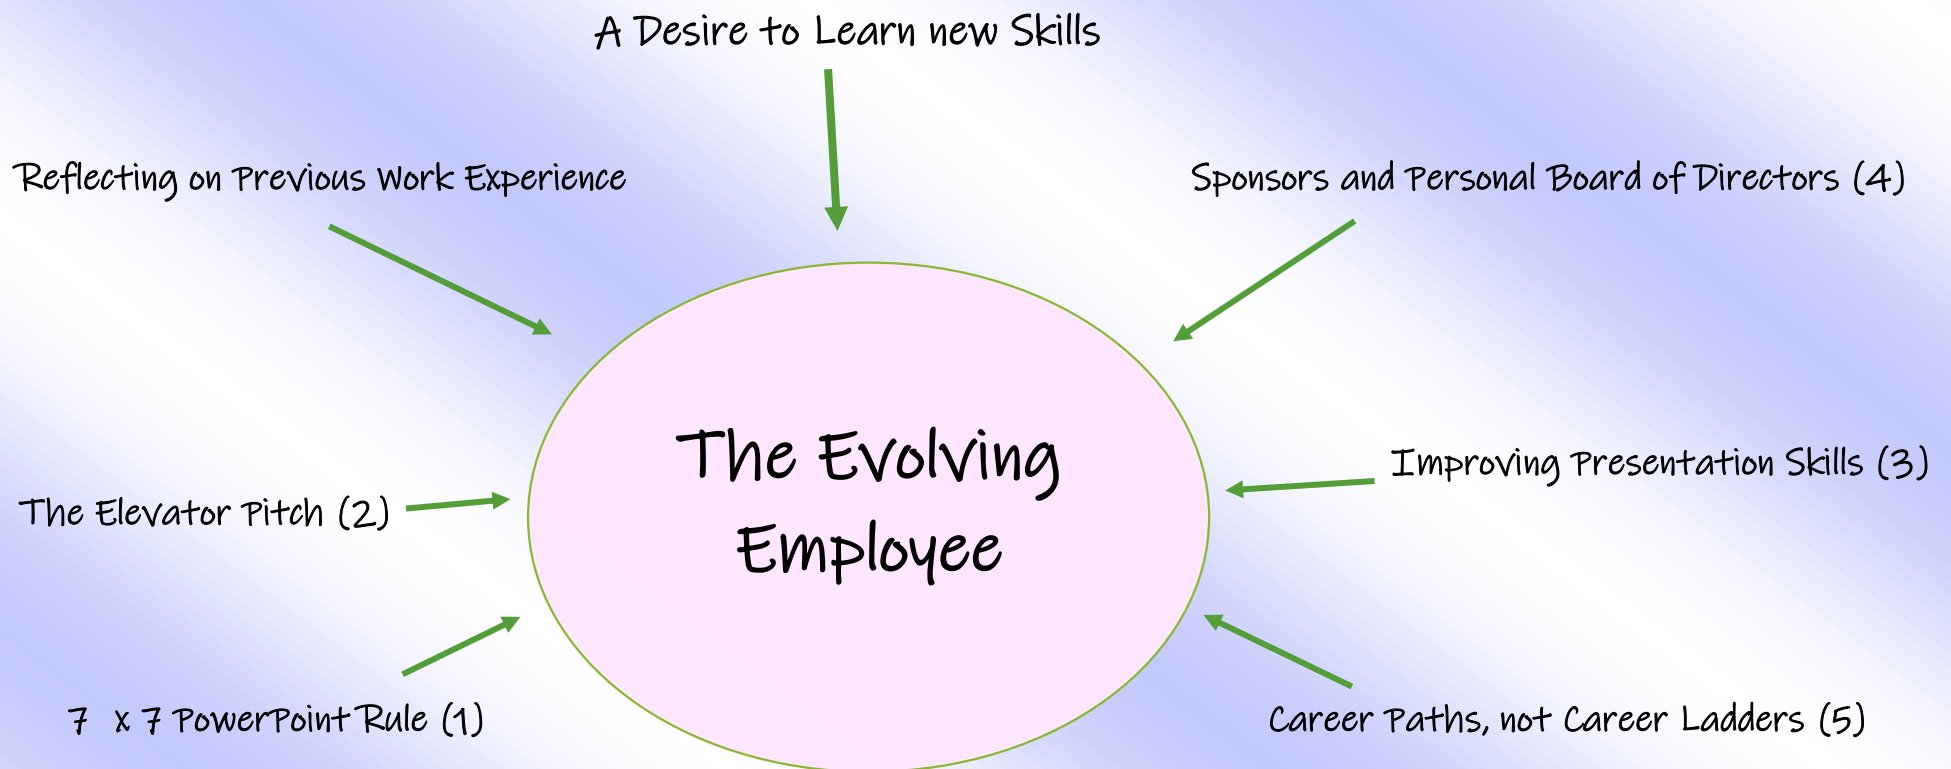 A Desire to Learn new Skills
Reflecting on Previous Work Experience
Sponsors and Personal Board of Directors (4)
The Evolving
Employee
Improving Presentation Skills (3)
The Elevator Pitch (2)
7 x 7 PowerPoint Rule (1)
Career Paths, not Career Ladders (5)